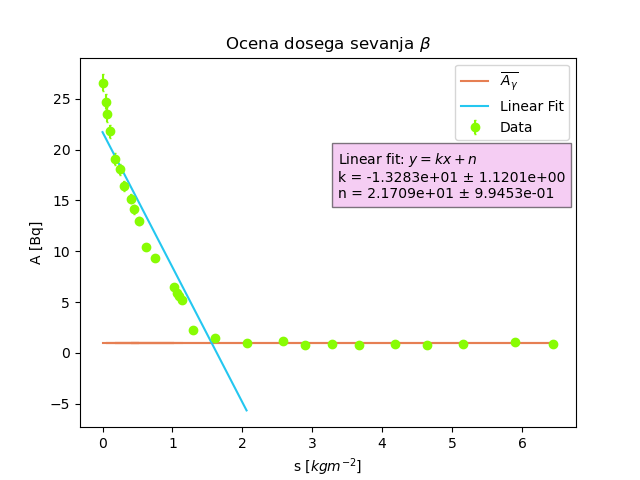 Ocena dosega sevanja β
A̅ᵧ
Linear Fit
Data
Linear fit: y = kx + n
k = -1.3283e+01 ± 1.1201e+00
n = 2.1709e+01 ± 9.9453e-01
A [Bq]
25
20
15
10
5
0
−5
0 1 2 3 4 5 6
s [kgm⁻²]